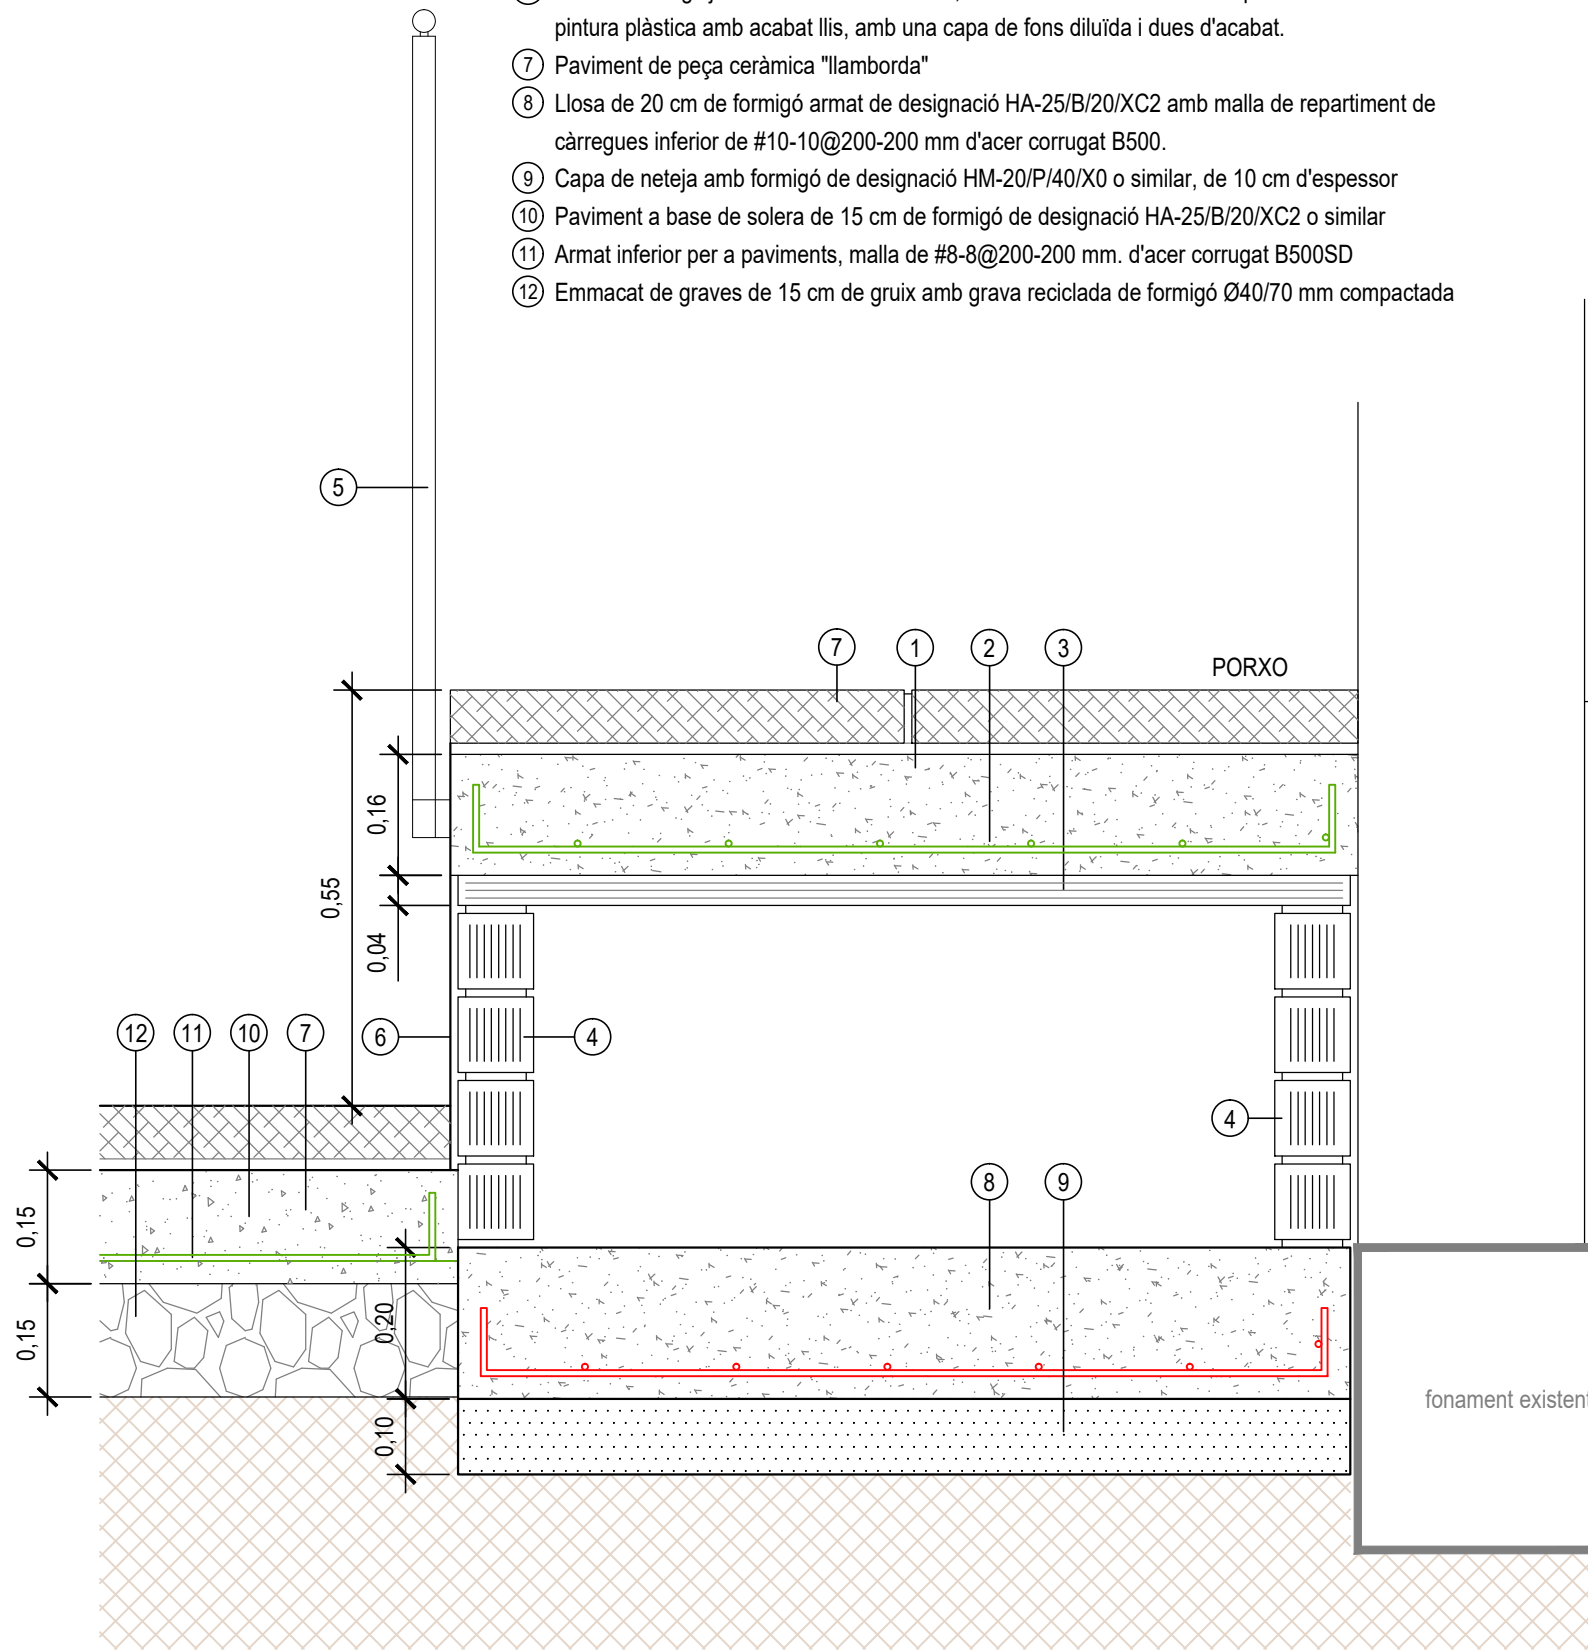 pintura plàstica amb acabat llis, amb una capa de fons diluïda i dues d'acabat.
7 Paviment de peça ceràmica "llamborda"
8 Llosa de 20 cm de formigó armat de designació HA-25/B/20/XC2 amb malla de repartiment de
càrregues inferior de #10-10@200-200 mm d'acer corrugat B500.
9 Capa de neteja amb formigó de designació HM-20/P/40/X0 o similar, de 10 cm d'espessor
10 Paviment a base de solera de 15 cm de formigó de designació HA-25/B/20/XC2 o similar
11 Armat inferior per a paviments, malla de #8-8@200-200 mm. d'acer corrugat B500SD
12 Emmacat de graves de 15 cm de gruix amb grava reciclada de formigó Ø40/70 mm compactada
5
7 1 2 3
PORXO
0,16
0,55
0,04
12 11 10 7 6 4
4
8 9
0,15
0,20
0,15
fonament existent
0,10